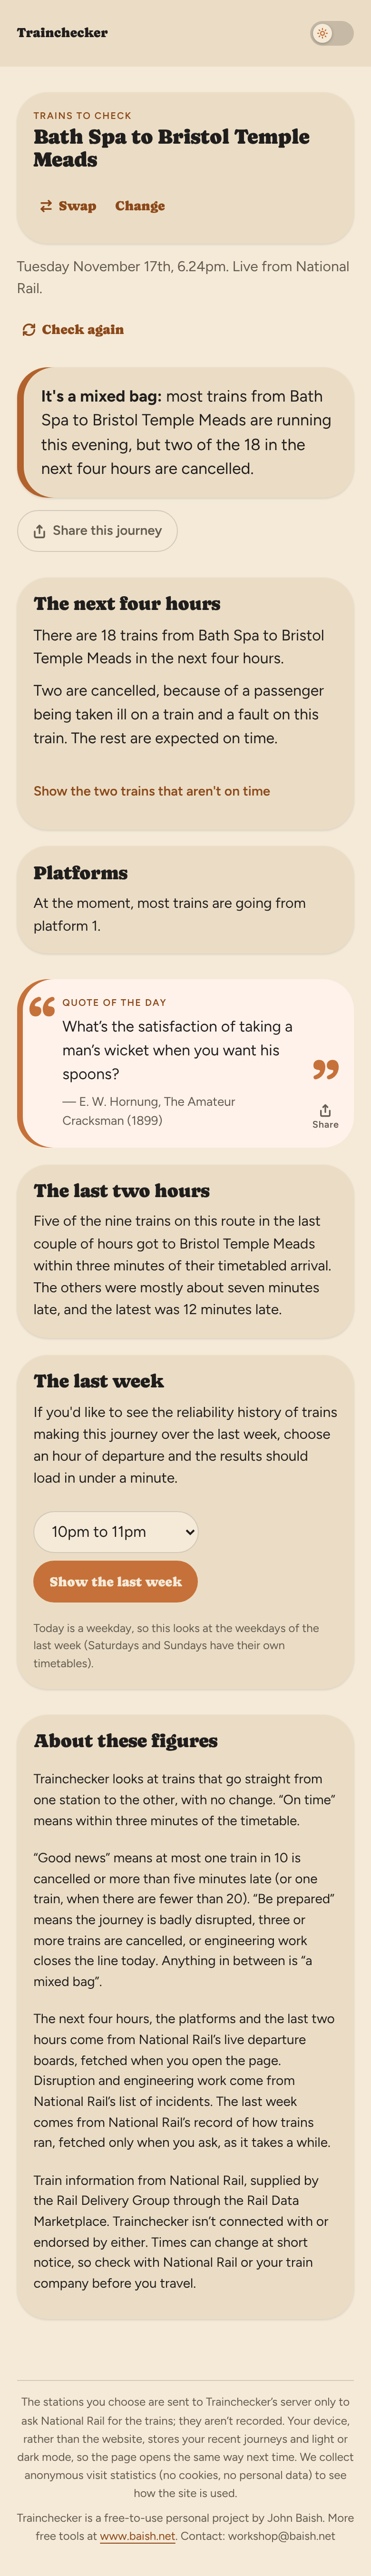 Trainchecker
TRAINS TO CHECK
Bath Spa to Bristol Temple
Meads
Swap Change
Tuesday November 17th, 6.24pm. Live from National
Rail.
Check again
It's a mixed bag: most trains from Bath
Spa to Bristol Temple Meads are running
this evening, but two of the 18 in the
next four hours are cancelled.
Share this journey
The next four hours
There are 18 trains from Bath Spa to Bristol
Temple Meads in the next four hours.
Two are cancelled, because of a passenger
being taken ill on a train and a fault on this
train. The rest are expected on time.
Show the two trains that aren't on time
Platforms
At the moment, most trains are going from
platform 1.
“
QUOTE OF THE DAY
What’s the satisfaction of taking a
man’s wicket when you want his
spoons?
”
— E. W. Hornung, The Amateur
Cracksman (1899)
Share
The last two hours
Five of the nine trains on this route in the last
couple of hours got to Bristol Temple Meads
within three minutes of their timetabled arrival.
The others were mostly about seven minutes
late, and the latest was 12 minutes late.
The last week
If you'd like to see the reliability history of trains
making this journey over the last week, choose
an hour of departure and the results should
load in under a minute.
10pm to 11pm
Show the last week
Today is a weekday, so this looks at the weekdays of the
last week (Saturdays and Sundays have their own
timetables).
About these figures
Trainchecker looks at trains that go straight from
one station to the other, with no change. “On time”
means within three minutes of the timetable.
“Good news” means at most one train in 10 is
cancelled or more than five minutes late (or one
train, when there are fewer than 20). “Be prepared”
means the journey is badly disrupted, three or
more trains are cancelled, or engineering work
closes the line today. Anything in between is “a
mixed bag”.
The next four hours, the platforms and the last two
hours come from National Rail’s live departure
boards, fetched when you open the page.
Disruption and engineering work come from
National Rail’s list of incidents. The last week
comes from National Rail’s record of how trains
ran, fetched only when you ask, as it takes a while.
Train information from National Rail, supplied by
the Rail Delivery Group through the Rail Data
Marketplace. Trainchecker isn’t connected with or
endorsed by either. Times can change at short
notice, so check with National Rail or your train
company before you travel.
The stations you choose are sent to Trainchecker’s server only to
ask National Rail for the trains; they aren’t recorded. Your device,
rather than the website, stores your recent journeys and light or
dark mode, so the page opens the same way next time. We collect
anonymous visit statistics (no cookies, no personal data) to see
how the site is used.
Trainchecker is a free-to-use personal project by John Baish. More
free tools at www.baish.net. Contact: workshop@baish.net